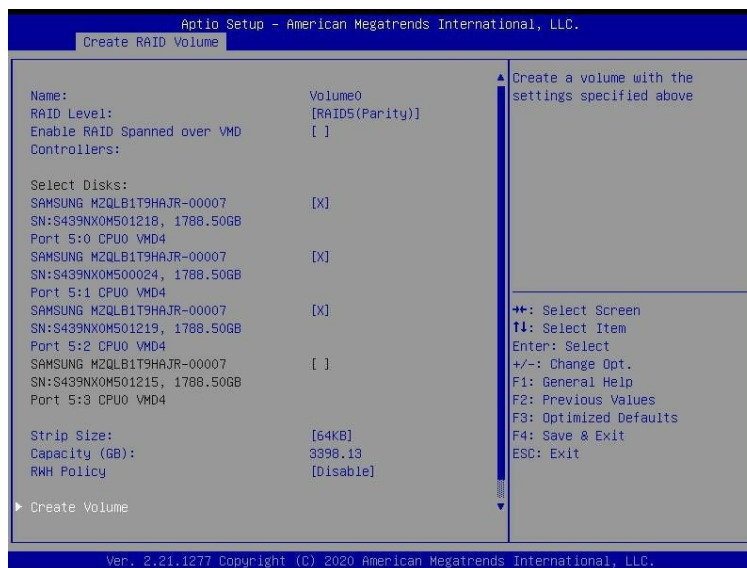 Aptio Setup – American Megatrends International, LLC.
Create RAID Volume
Name: Volume0
RAID Level: [RAID5(Parity)]
Enable RAID Spanned over VMD [ ]
Controllers:
Select Disks:
SAMSUNG MZQLB1T9HAJR-00007 [X]
SN:S439NX0M501218, 1788.50GB
Port 5:0 CPU0 VMD4
SAMSUNG MZQLB1T9HAJR-00007 [X]
SN:S439NX0M500024, 1788.50GB
Port 5:1 CPU0 VMD4
SAMSUNG MZQLB1T9HAJR-00007 [X]
SN:S439NX0M501219, 1788.50GB
Port 5:2 CPU0 VMD4
SAMSUNG MZQLB1T9HAJR-00007 [ ]
SN:S439NX0M501215, 1788.50GB
Port 5:3 CPU0 VMD4
Strip Size: [64KB]
Capacity (GB): 3398.13
RWH Policy [Disable]
Create Volume
Create a volume with the
settings specified above
→←: Select Screen
↑↓: Select Item
Enter: Select
+/-: Change Opt.
F1: General Help
F2: Previous Values
F3: Optimized Defaults
F4: Save & Exit
ESC: Exit
Ver. 2.21.1277 Copyright (C) 2020 American Megatrends International, LLC.